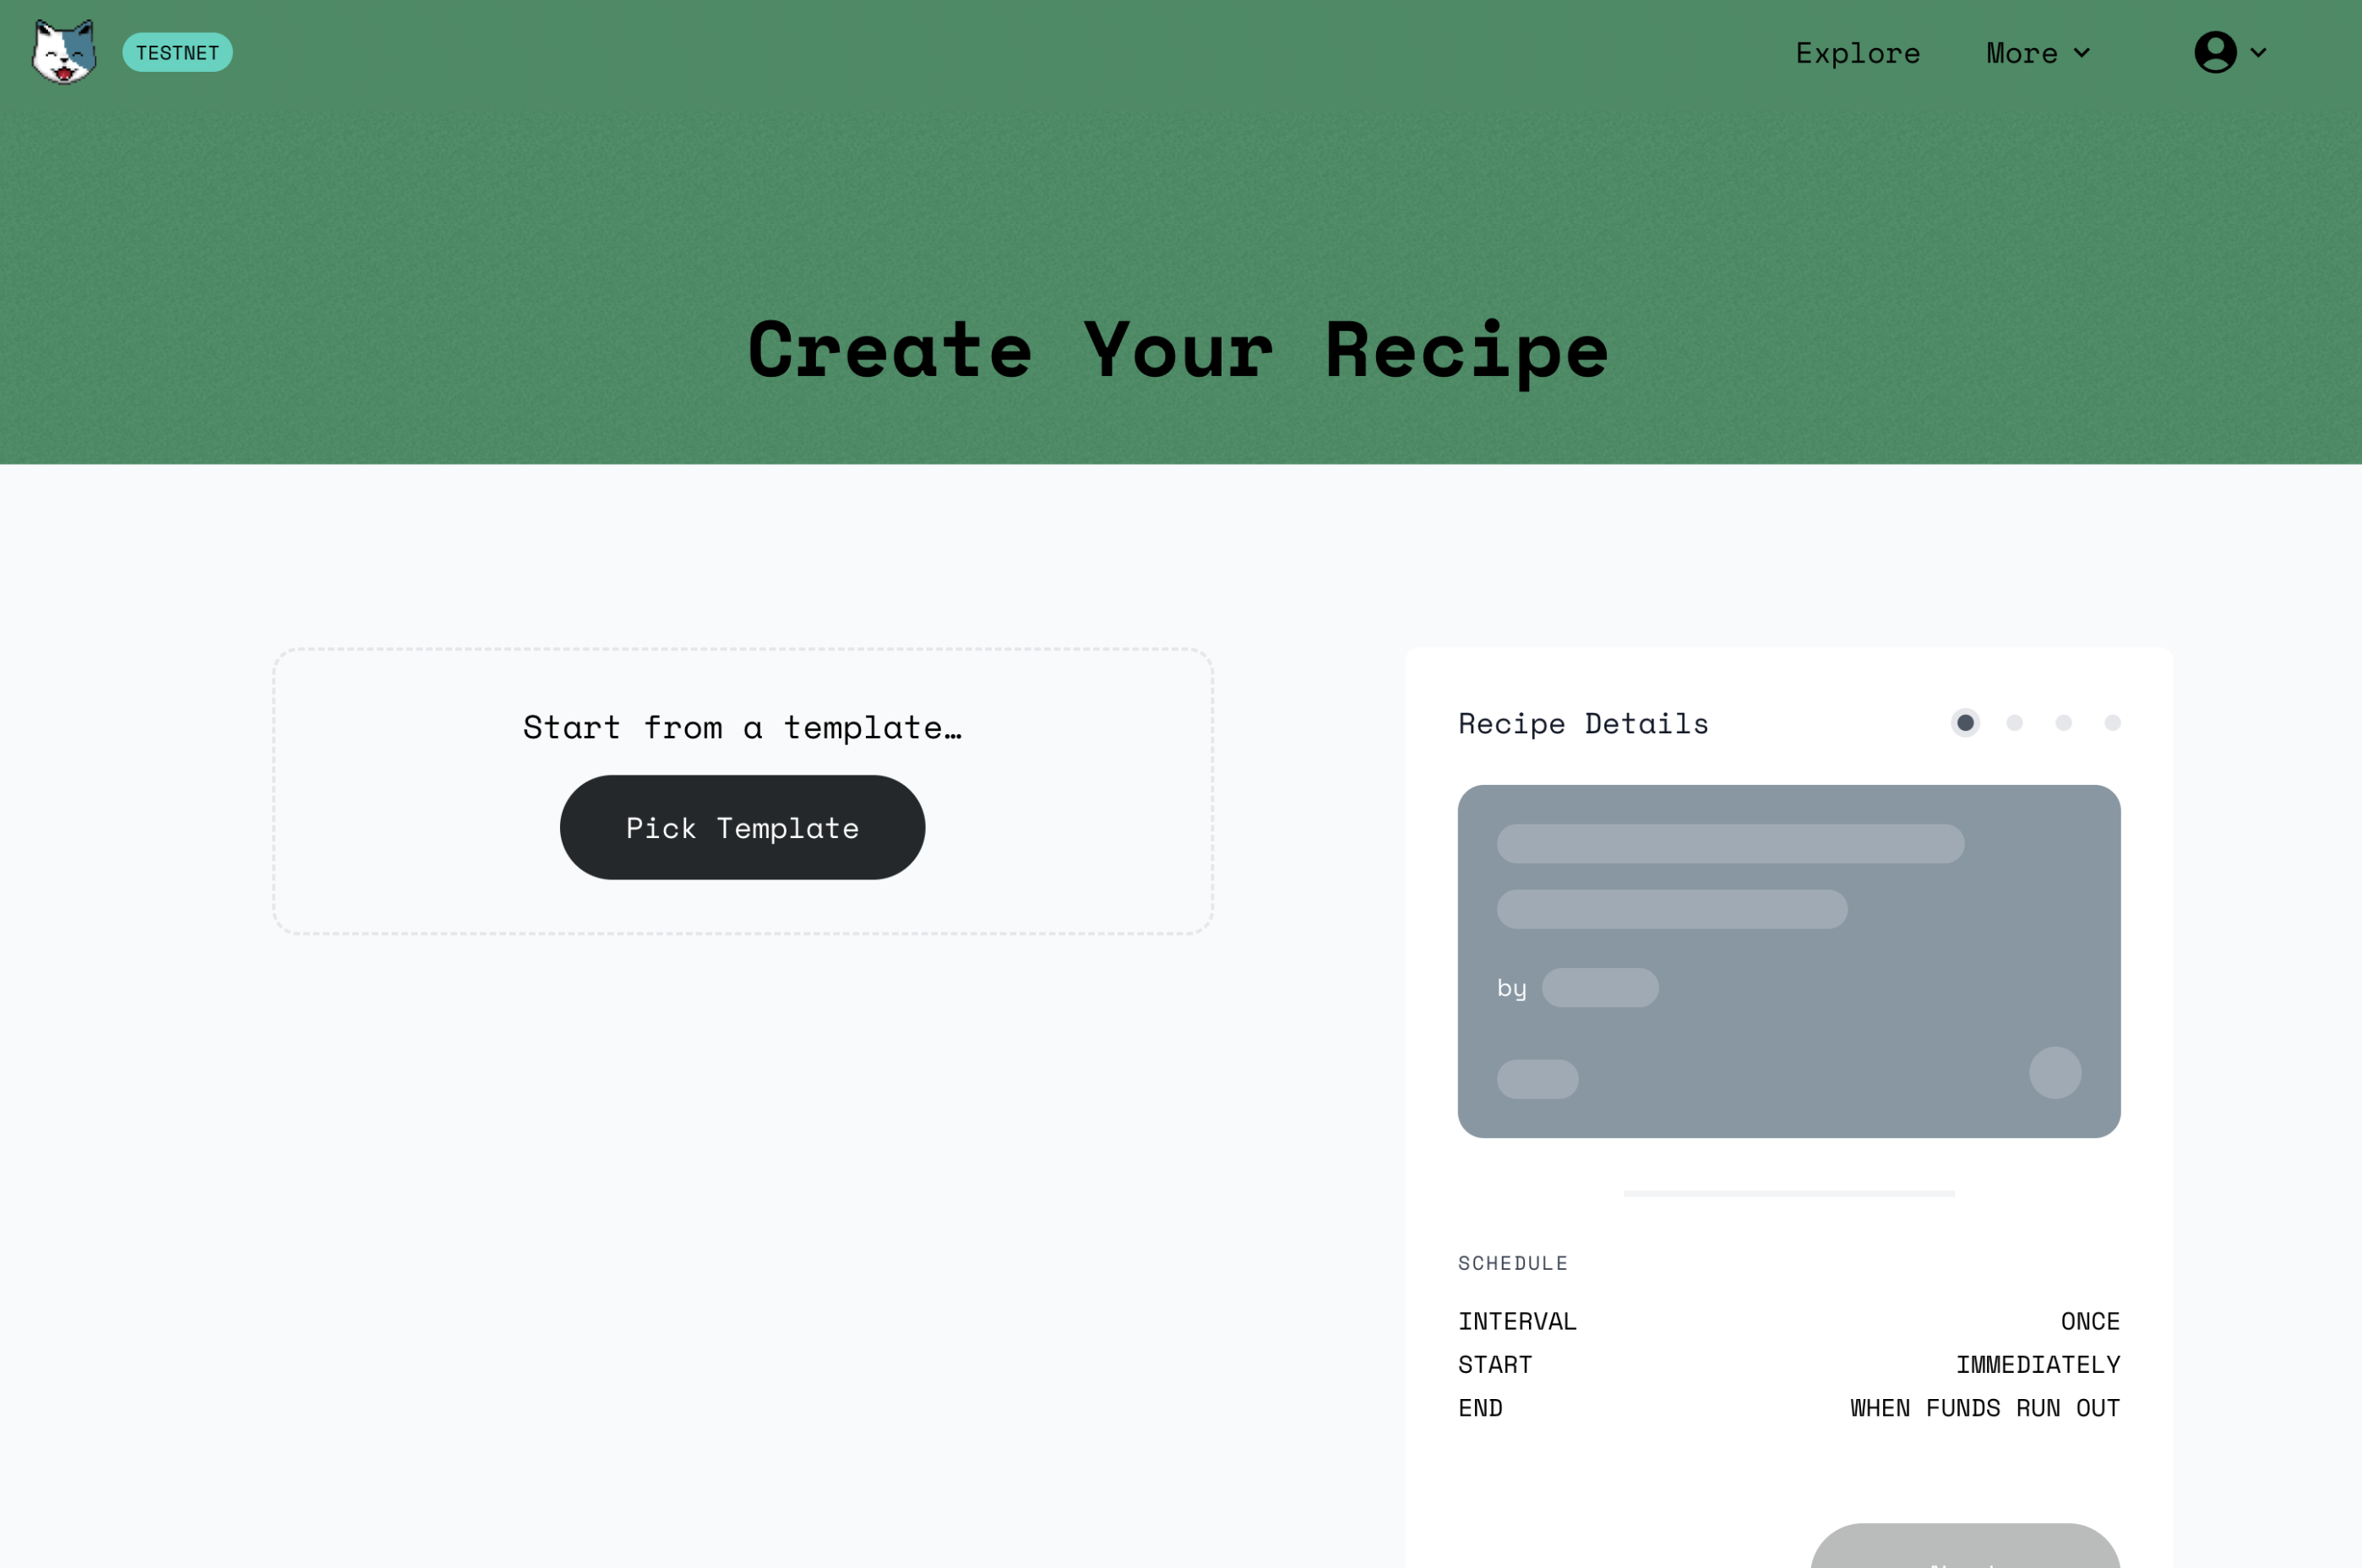 TESTNET
Explore
More
Create Your Recipe
Start from a template…
Pick Template
Recipe Details
by
SCHEDULE
INTERVAL ONCE
START IMMEDIATELY
END WHEN FUNDS RUN OUT